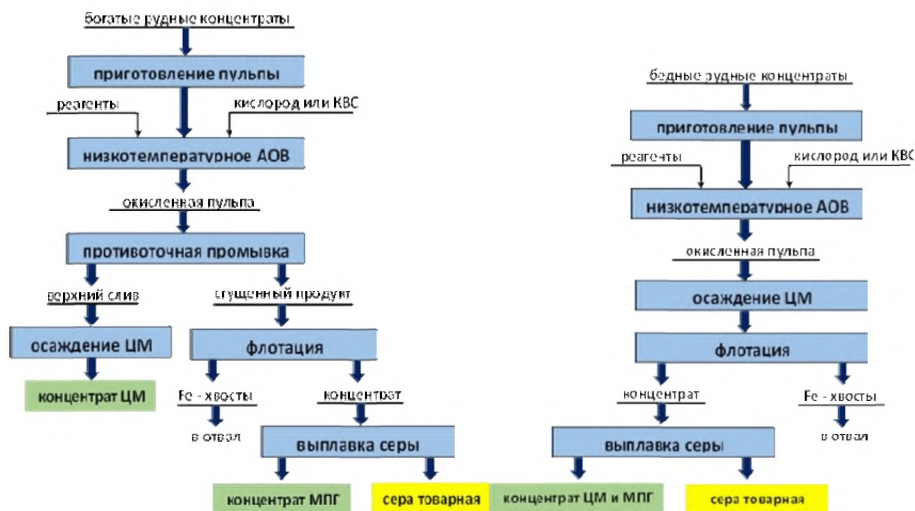 богатые рудные концентраты
приготовление пульпы
реагенты
кислород или КВС
низкотемпературное АОВ
окисленная пульпа
противоточная промывка
верхний слив
сгущенный продукт
осаждение ЦМ
флотация
концентрат ЦМ
Fe - хвосты
концентрат
в отвал
выплавка серы
концентрат МПГ
сера товарная
бедные рудные концентраты
приготовление пульпы
реагенты
кислород или КВС
низкотемпературное АОВ
окисленная пульпа
осаждение ЦМ
флотация
концентрат
Fe - хвосты
выплавка серы
в отвал
концентрат ЦМ и МПГ
сера товарная